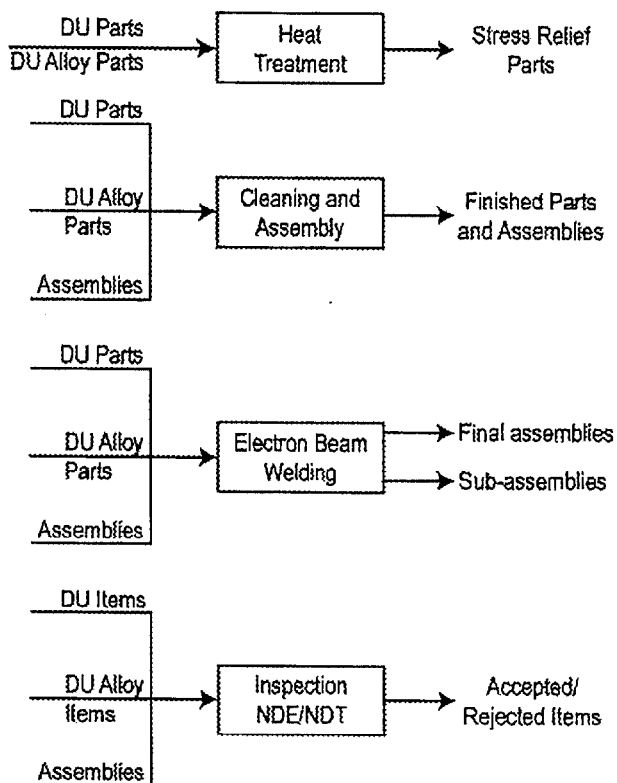 DU Parts
DU Alloy Parts
Heat
Treatment
Stress Relief
Parts
DU Parts
DU Alloy
Parts
Assemblies
Cleaning and
Assembly
Finished Parts
and Assemblies
DU Parts
DU Alloy
Parts
Assemblies
Electron Beam
Welding
Final assemblies
Sub-assemblies
DU Items
DU Alloy
Items
Assemblies
Inspection
NDE/NDT
Accepted/
Rejected Items